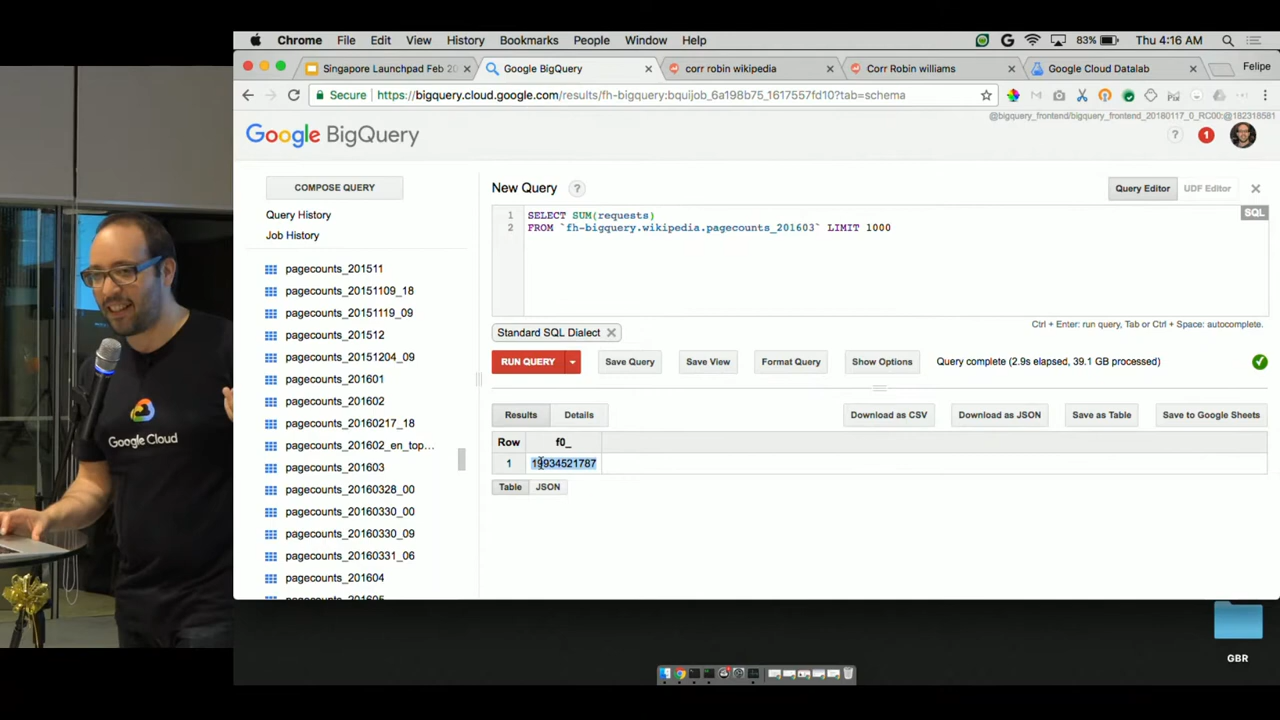 Chrome File Edit View History Bookmarks People Window Help 83% Thu 4:16 AM
Singapore Launchpad Feb 20 Google BigQuery corr robin wikipedia Corr Robin williams Google Cloud Datalab Felipe
Secure https://bigquery.cloud.google.com/results/fh-bigquery:bquijob_6a198b75_1617557fd10?tab=schema
@bigquery_frontend/bigquery_frontend_20180117_0_RC00:@182318581
Google BigQuery ? 1
COMPOSE QUERY
Query History
Job History
pagecounts_201511
pagecounts_20151109_18
pagecounts_20151119_09
pagecounts_201512
pagecounts_20151204_09
pagecounts_201601
pagecounts_201602
pagecounts_20160217_18
pagecounts_201602_en_top...
pagecounts_201603
pagecounts_20160328_00
pagecounts_20160330_00
pagecounts_20160330_09
pagecounts_20160331_06
pagecounts_201604
pagecounts_201605
New Query ? Query Editor UDF Editor
1 SELECT SUM(requests) SQL
2 FROM `fh-bigquery.wikipedia.pagecounts_201603` LIMIT 1000
Ctrl + Enter: run query, Tab or Ctrl + Space: autocomplete.
Standard SQL Dialect
RUN QUERY Save Query Save View Format Query Show Options Query complete (2.9s elapsed, 39.1 GB processed)
Results Details Download as CSV Download as JSON Save as Table Save to Google Sheets
Row f0_
1 19934521787
Table JSON
GBR
Google Cloud